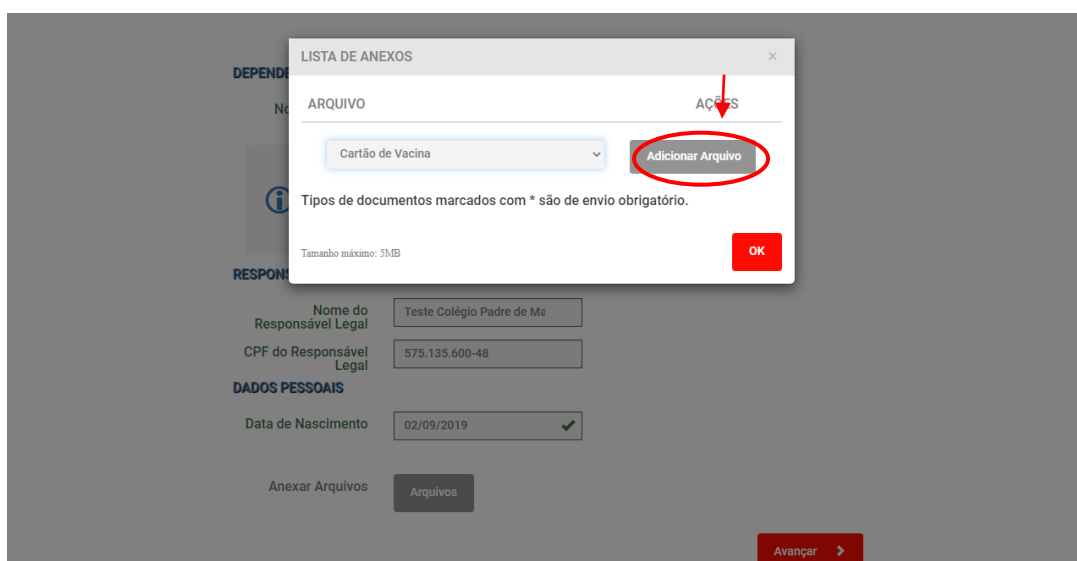 LISTA DE ANEXOS ×
DEPENDE
ARQUIVO AÇÕES
No
Cartão de Vacina
Adicionar Arquivo
Tipos de documentos marcados com * são de envio obrigatório.
Tamanho máximo: 5MB
OK
RESPONS
Nome do
Responsável Legal
Teste Colégio Padre de Ma
CPF do Responsável
Legal
575.135.600-48
DADOS PESSOAIS
Data de Nascimento
02/09/2019
Anexar Arquivos
Arquivos
Avançar